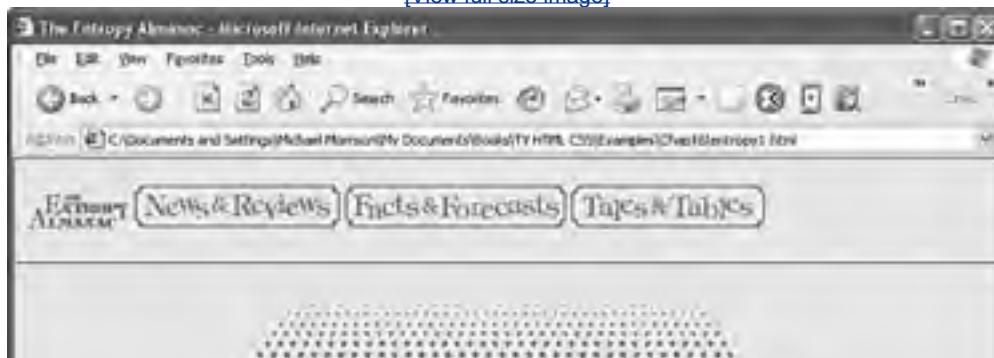 [View full size image]
The Entropy Almanac - Microsoft Internet Explorer
File Edit View Favorites Tools Help
Back Search Favorites
Address C:\Documents and Settings\Michael Morrison\My Documents\Books\TY HTML CSS\Examples\Chap16\entropy1.html
THE
ENTROPY
ALMANAC
News & Reviews Facts & Forecasts Tales & Tables